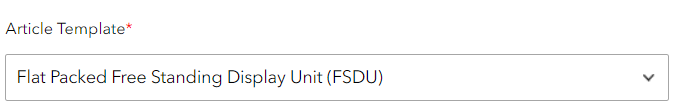 Article Template*
Flat Packed Free Standing Display Unit (FSDU)